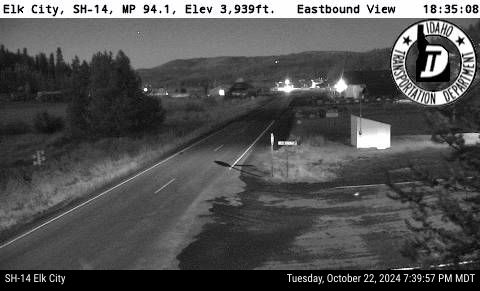 Elk City, SH-14, MP 94.1, Elev 3,939ft. Eastbound View 18:35:08
IDAHO
TRANSPORTATION DEPARTMENT
SH-14 Elk City Tuesday, October 22, 2024 7:39:57 PM MDT